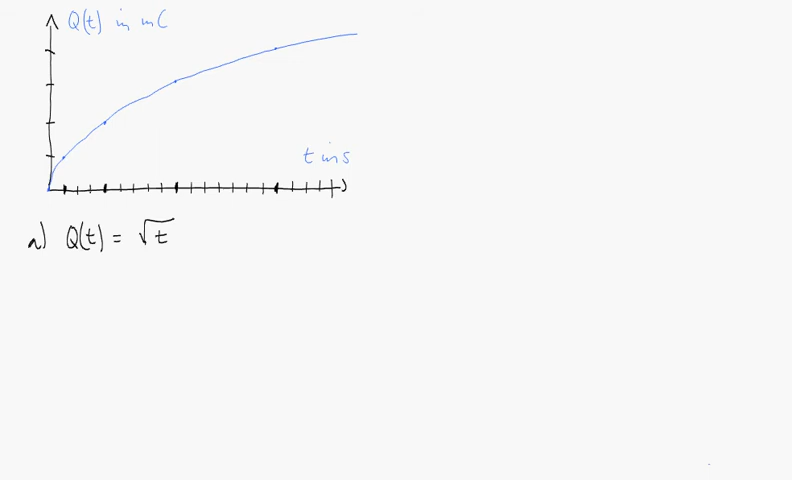 Q(t) in mC
t in s
a) Q(t) = √t